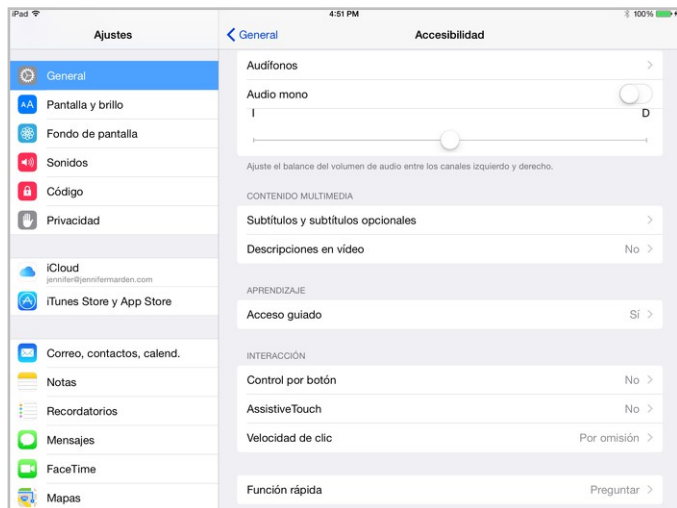 iPad 4:51 PM 100%
Ajustes
General
Pantalla y brillo
Fondo de pantalla
Sonidos
Código
Privacidad
iCloud
jennifer@jennifermarden.com
iTunes Store y App Store
Correo, contactos, calend.
Notas
Recordatorios
Mensajes
FaceTime
Mapas
General Accesibilidad
Audífonos
Audio mono
I D
Ajuste el balance del volumen de audio entre los canales izquierdo y derecho.
CONTENIDO MULTIMEDIA
Subtítulos y subtítulos opcionales
Descripciones en vídeo No
APRENDIZAJE
Acceso guiado Sí
INTERACCIÓN
Control por botón No
AssistiveTouch No
Velocidad de clic Por omisión
Función rápida Preguntar